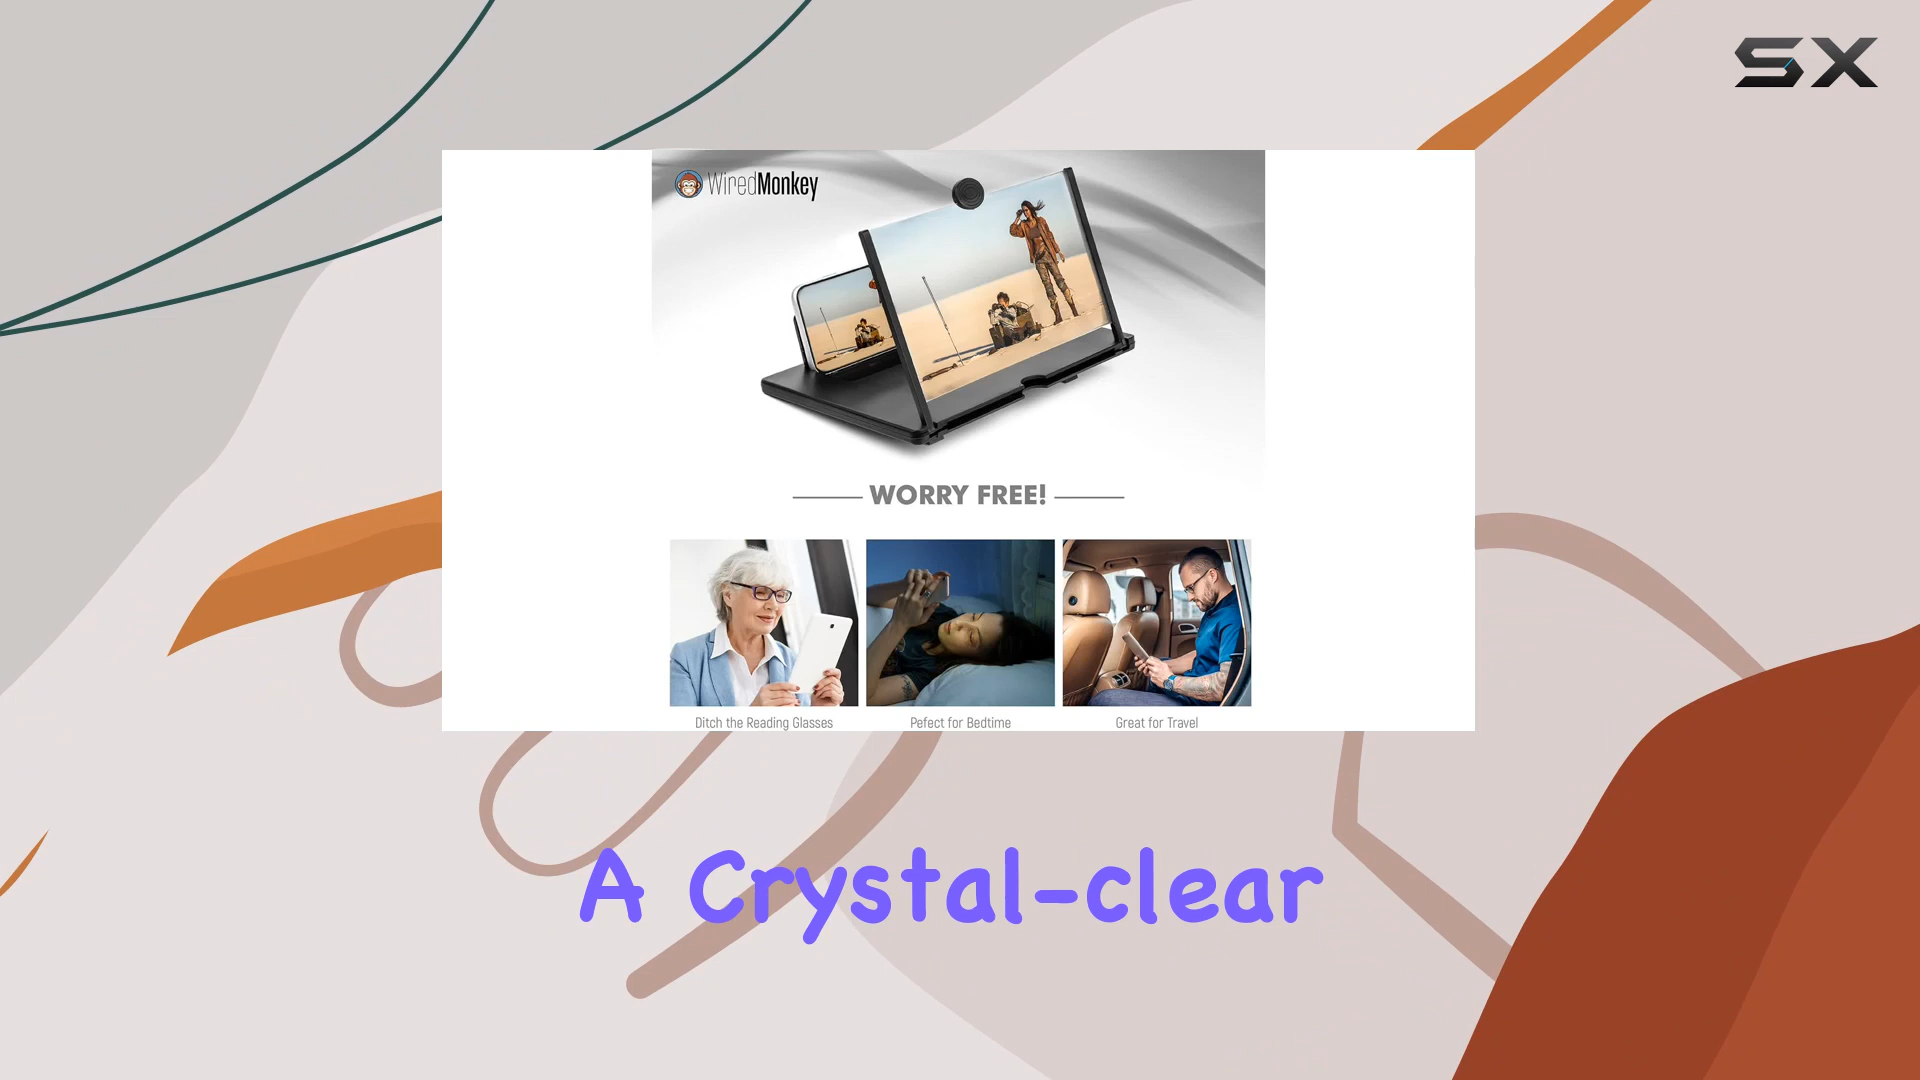 SX
WiredMonkey
WORRY FREE!
Ditch the Reading Glasses
Pefect for Bedtime
Great for Travel
A Crystal-clear